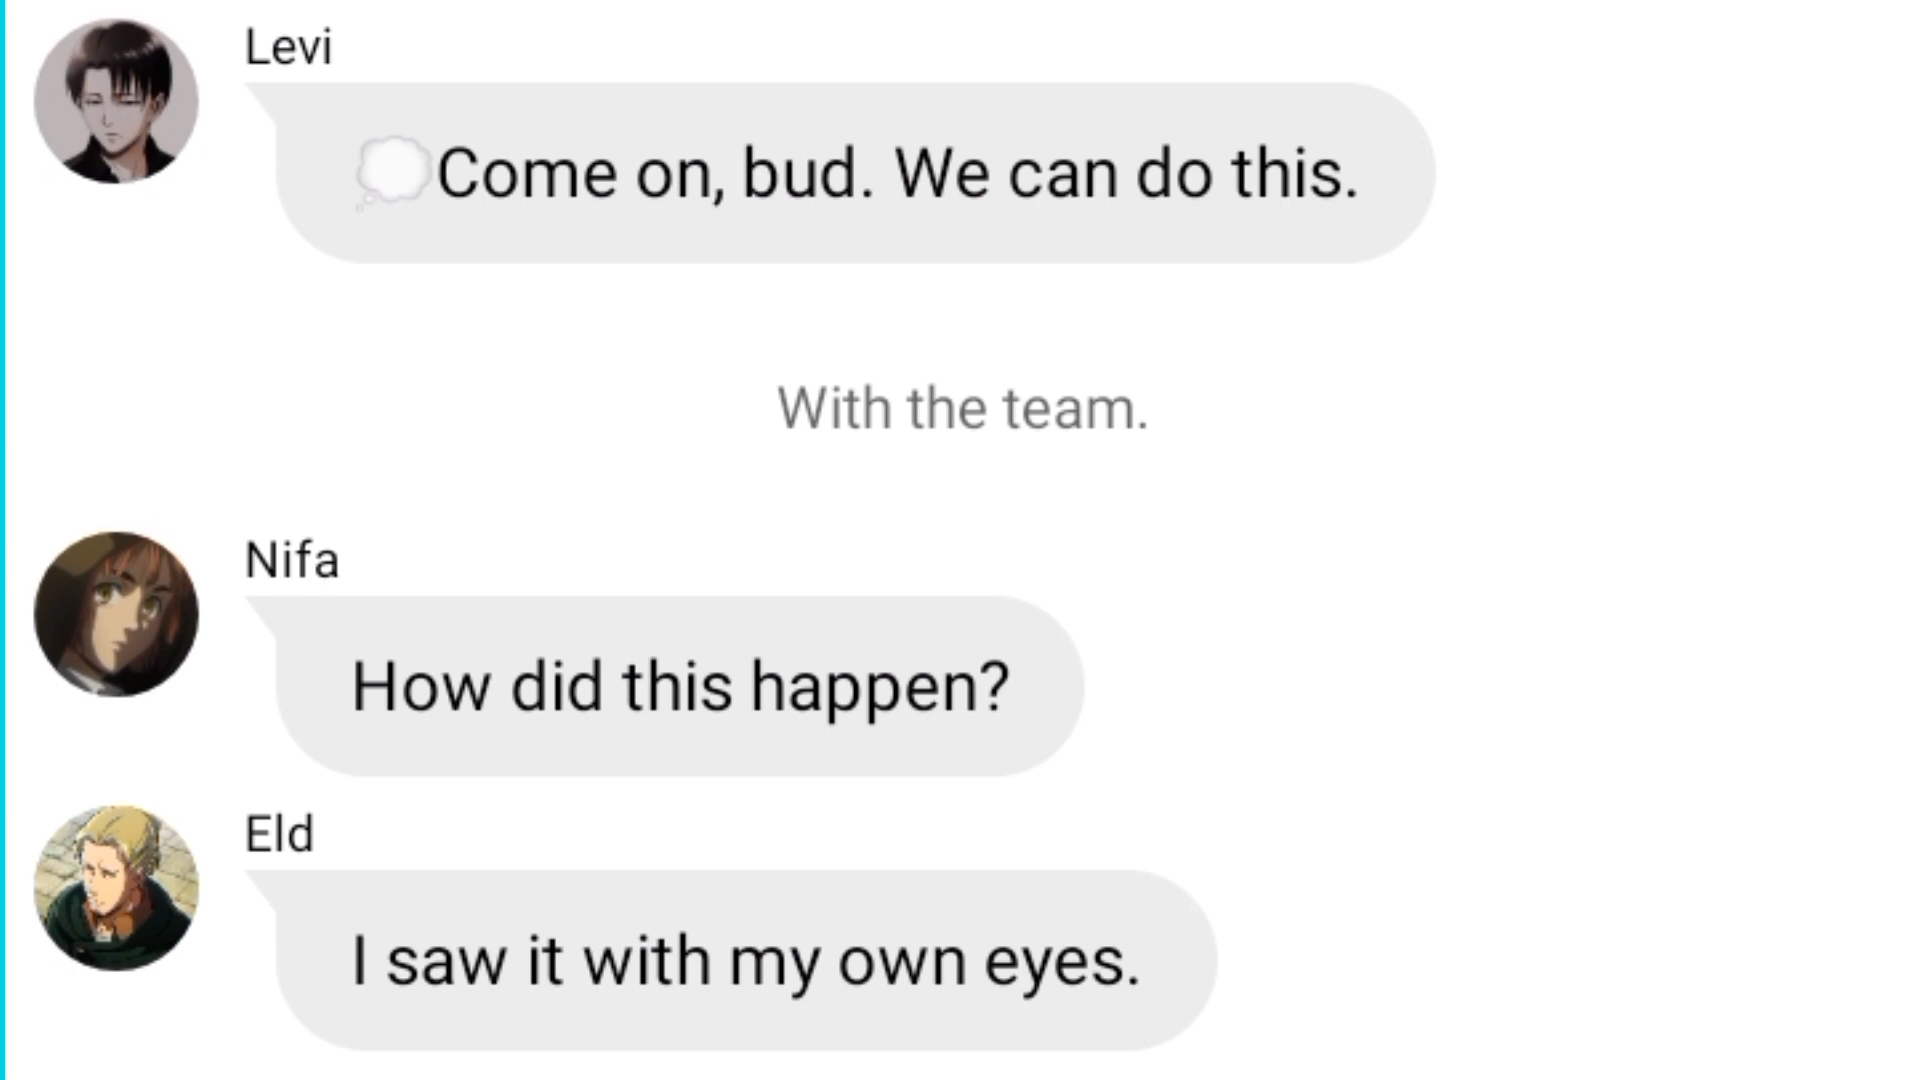 Levi
💭Come on, bud. We can do this.
With the team.
Nifa
How did this happen?
Eld
I saw it with my own eyes.